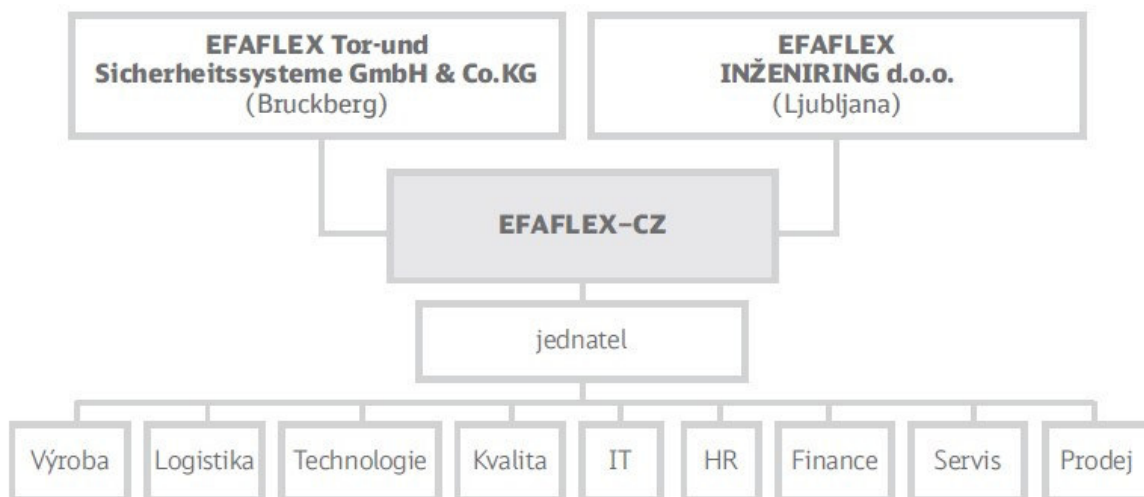 EFAFLEX Tor-und
Sicherheitssysteme GmbH & Co.KG
(Bruckberg)
EFAFLEX
INŽENIRING d.o.o.
(Ljubljana)
EFAFLEX–CZ
jednatel
Výroba
Logistika
Technologie
Kvalita
IT
HR
Finance
Servis
Prodej